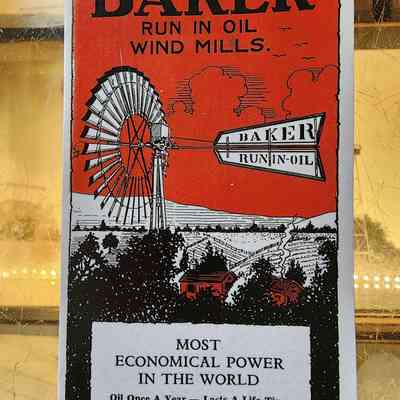 BAKER
RUN IN OIL
WIND MILLS.
BAKER
RUN-IN-OIL
MOST
ECONOMICAL POWER
IN THE WORLD
Oil Once A Year — Lasts A Life Time